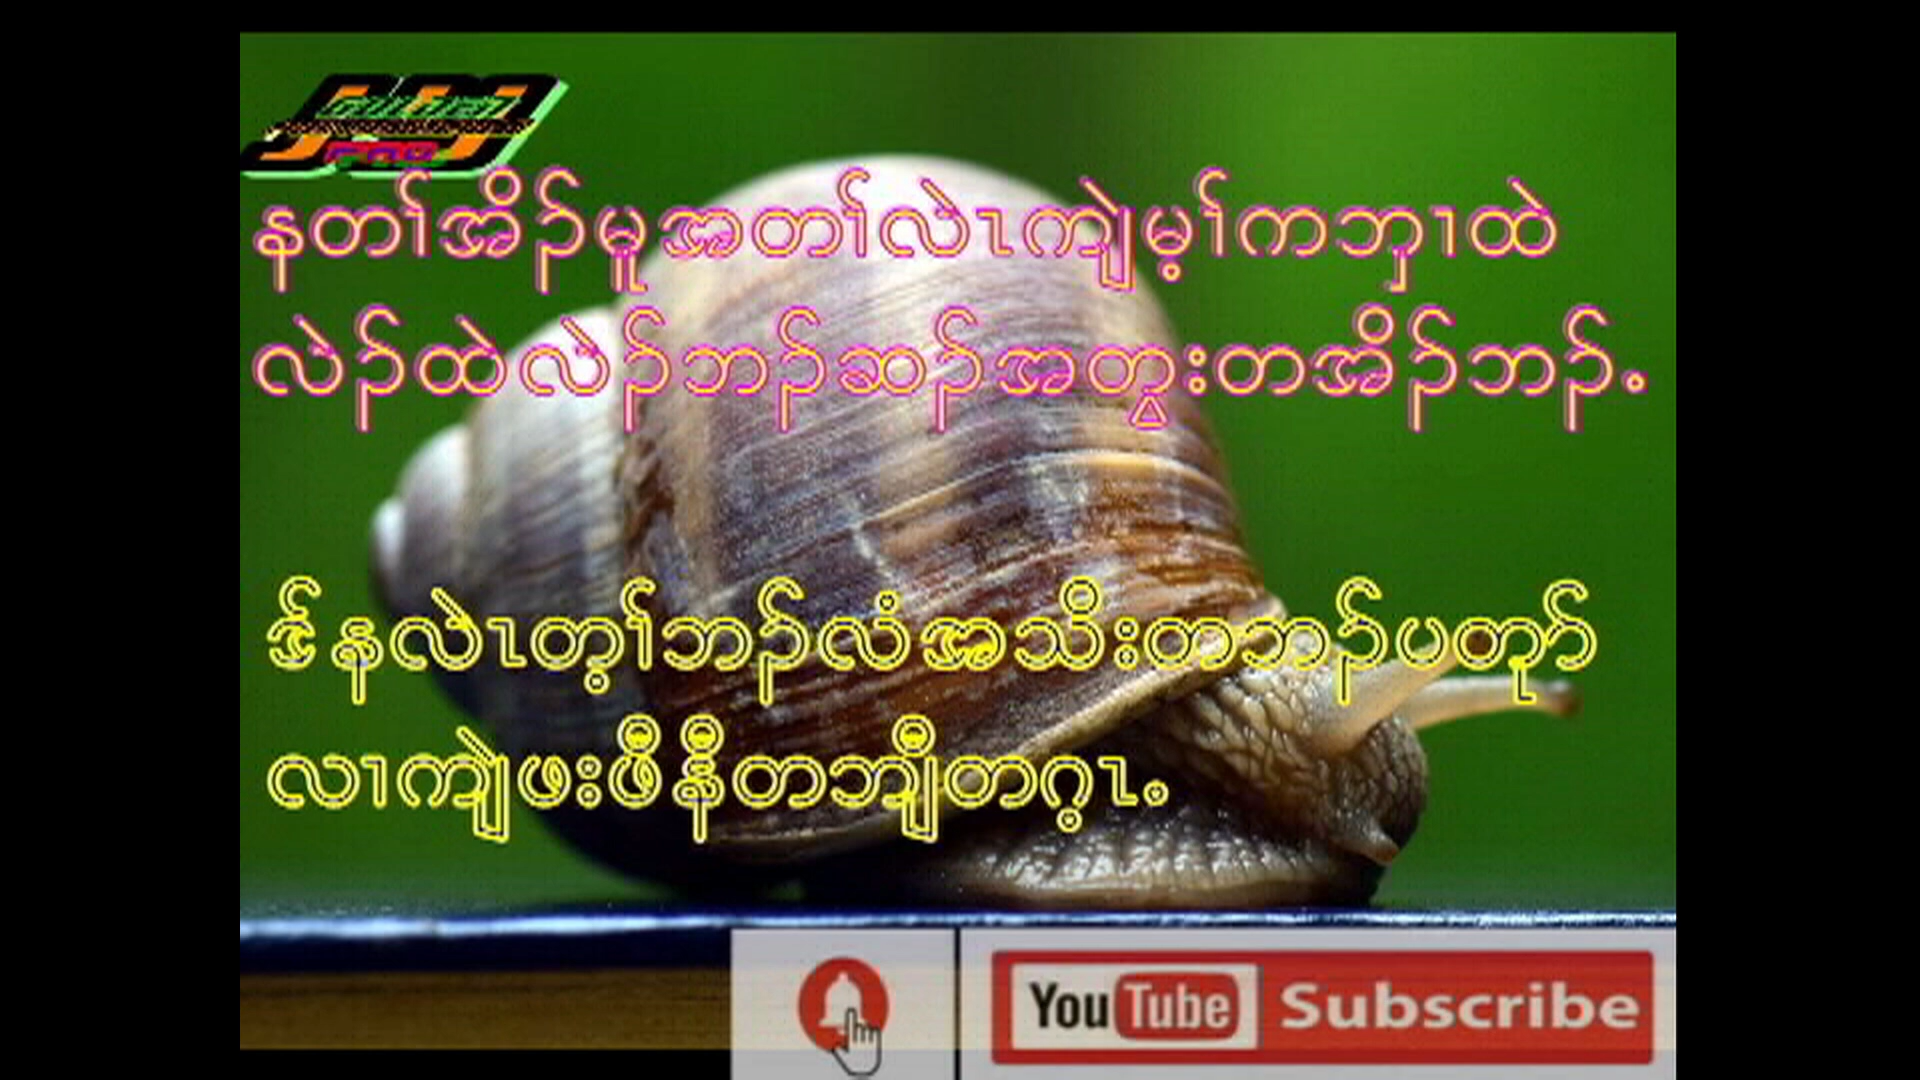 နတၢ်အိၣ်မူအတၢ်လဲၤကျဲမ့ၢ်ကဘှၢထဲ
လဲၣ်ထဲလဲၣ်ဘၣ်ဆၣ်အတွးတအိၣ်ဘၣ်.
ဒ်နလဲၤတ့ၢ်ဘၣ်လံအသိးတဘၣ်ပတုာ်
လၢကျဲဖးဖီနီတဘျီတဂ့ၤ.
YouTube Subscribe